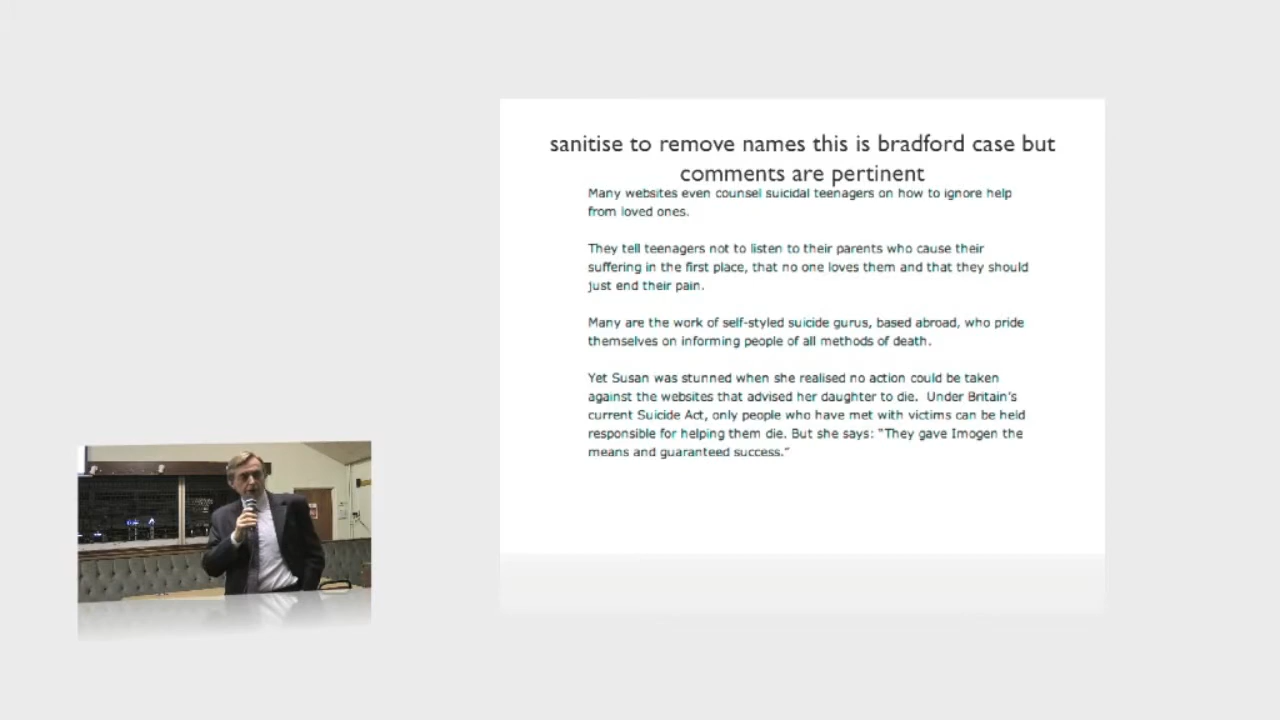 sanitise to remove names this is bradford case but
comments are pertinent
Many websites even counsel suicidal teenagers on how to ignore help
from loved ones.
They tell teenagers not to listen to their parents who cause their
suffering in the first place, that no one loves them and that they should
just end their pain.
Many are the work of self-styled suicide gurus, based abroad, who pride
themselves on informing people of all methods of death.
Yet Susan was stunned when she realised no action could be taken
against the websites that advised her daughter to die.  Under Britain's
current Suicide Act, only people who have met with victims can be held
responsible for helping them die. But she says: "They gave Imogen the
means and guaranteed success."